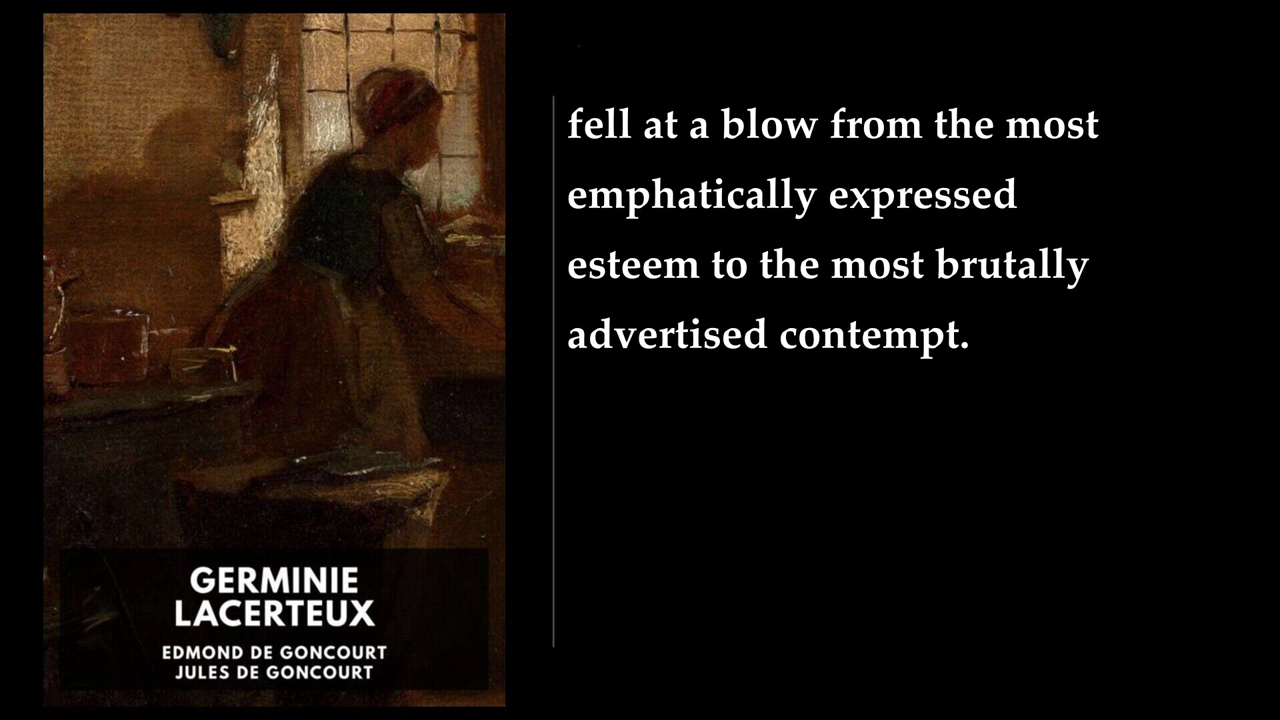 fell at a blow from the most
emphatically expressed
esteem to the most brutally
advertised contempt.
GERMINIE
LACERTEUX
EDMOND DE GONCOURT
JULES DE GONCOURT